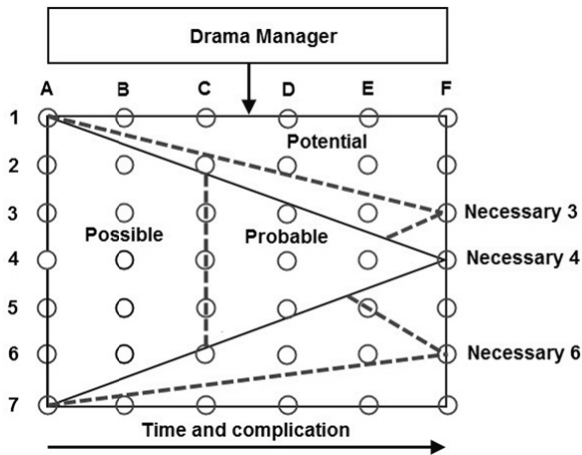 Drama Manager
A B C D E F
1
Potential
2
3 Necessary 3
Possible Probable
4 Necessary 4
5
6 Necessary 6
7
Time and complication